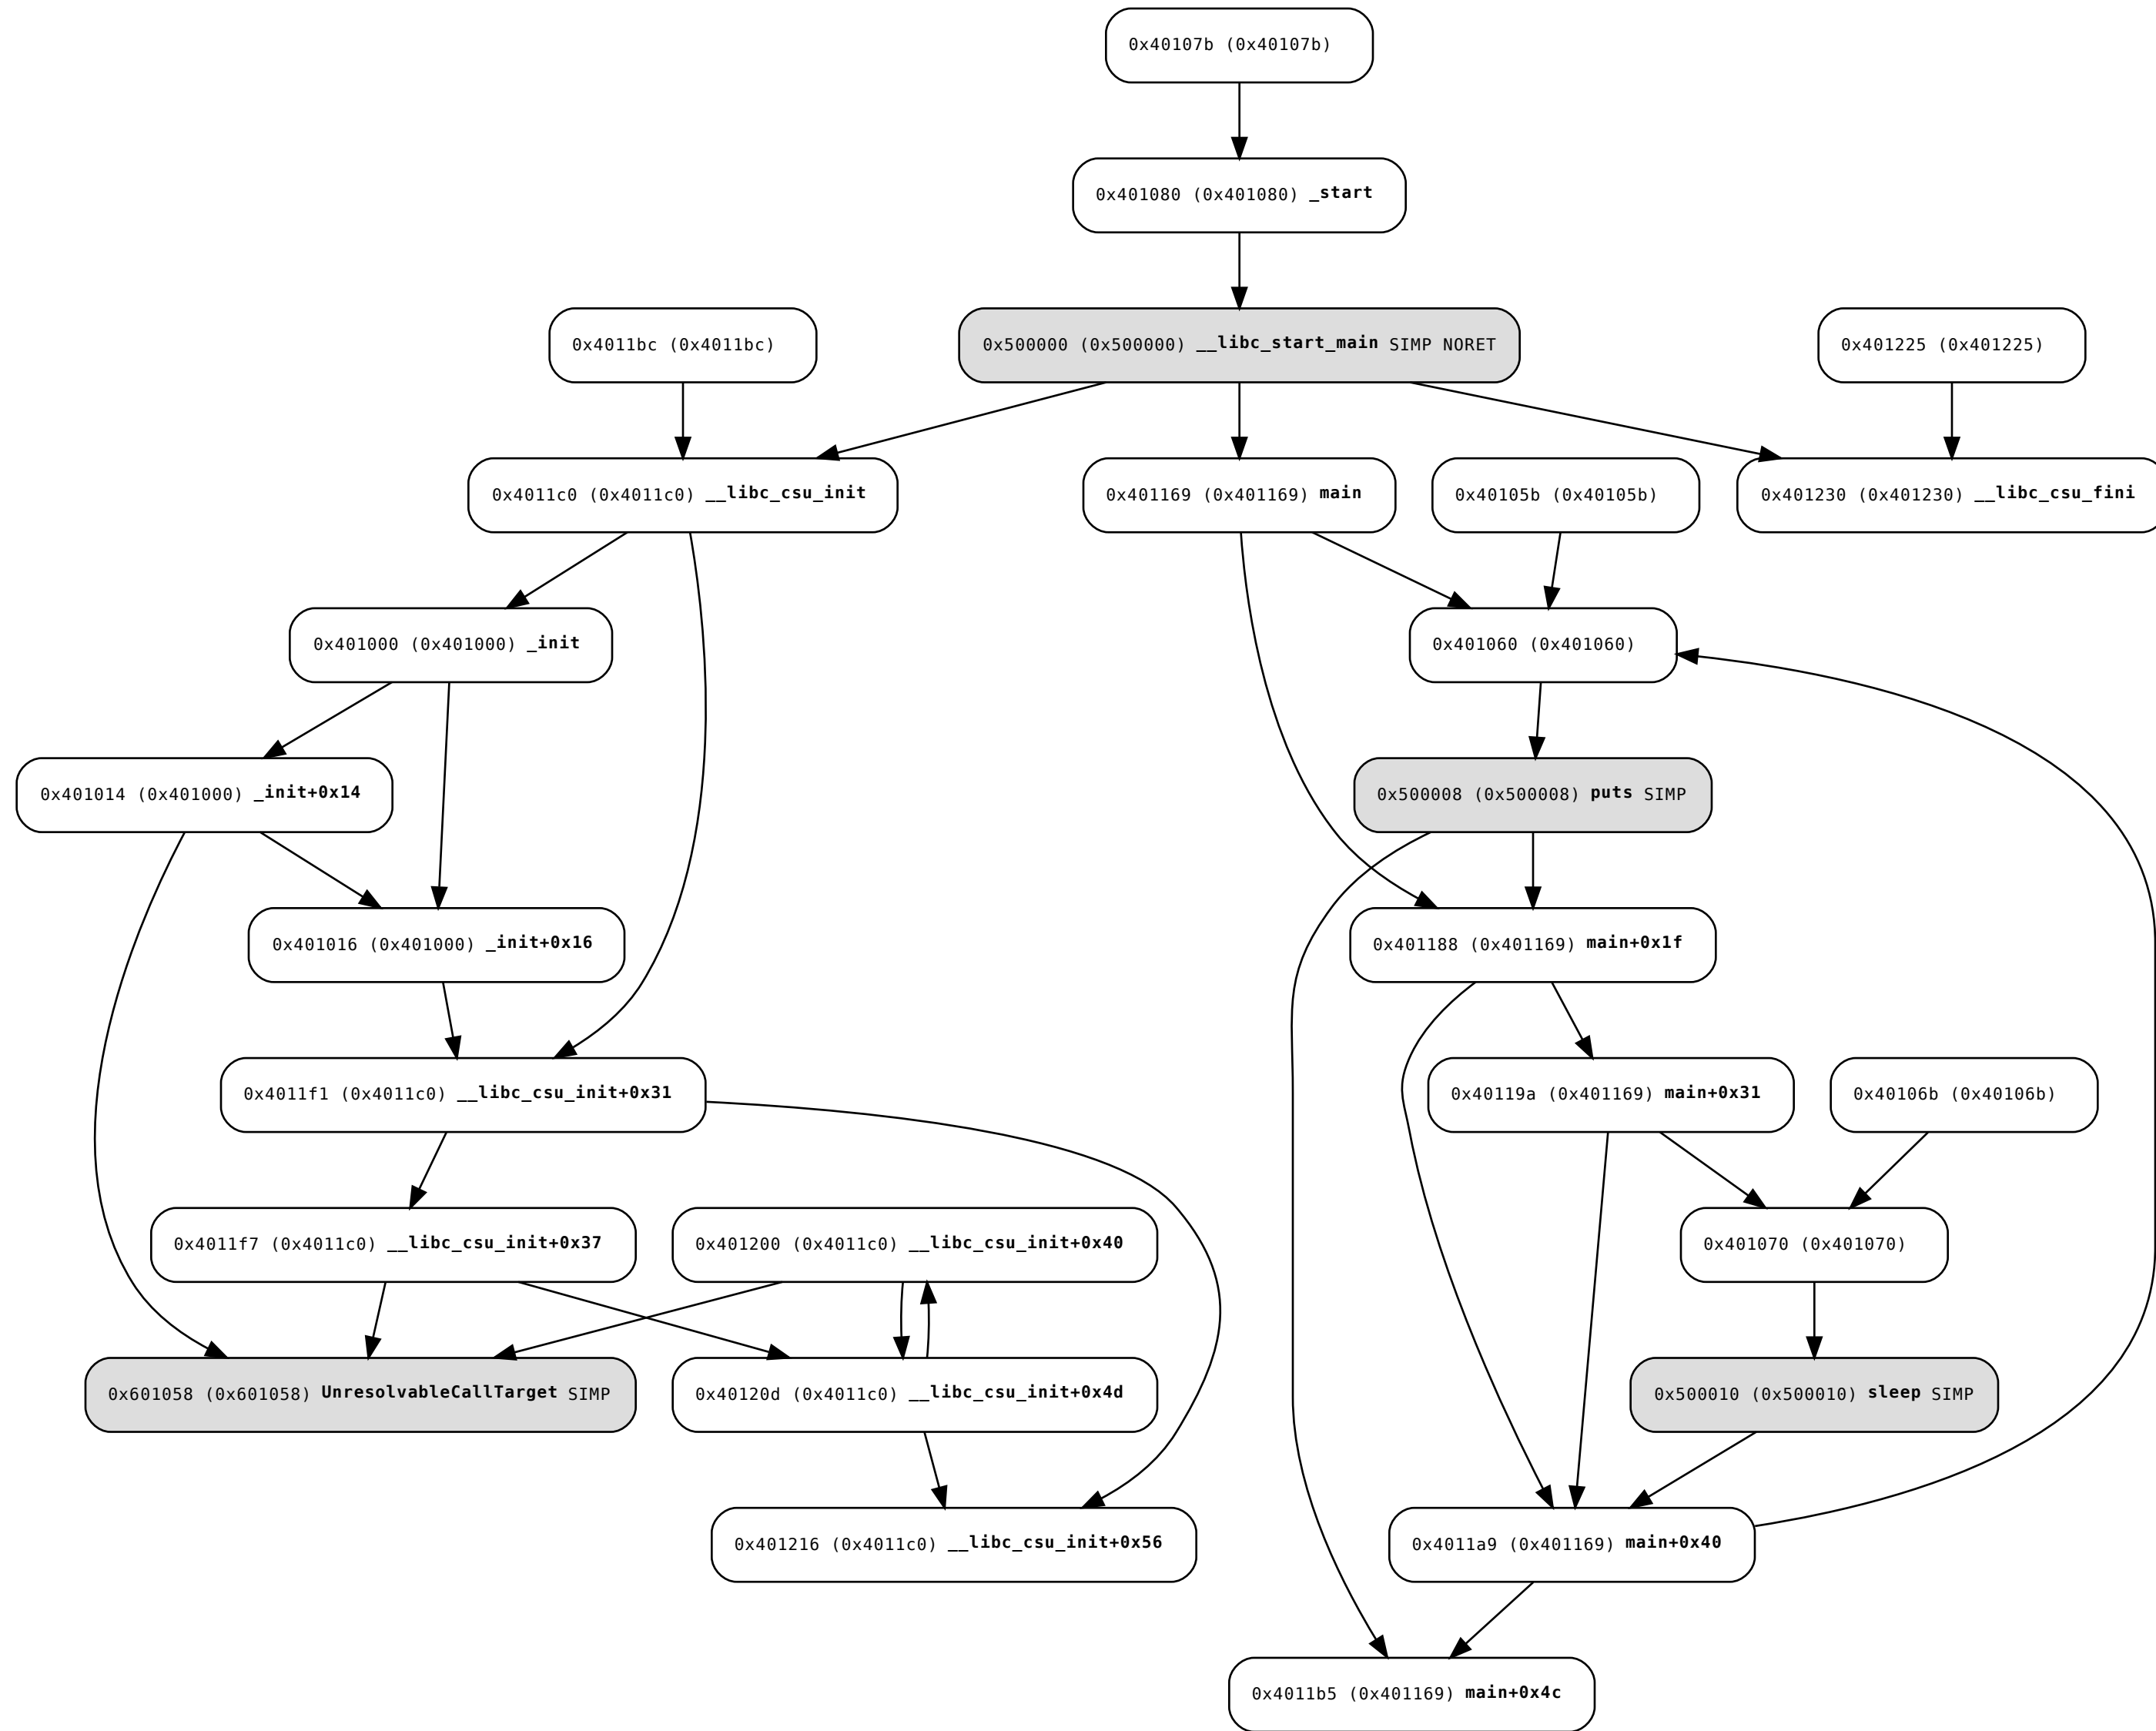 0x40107b (0x40107b)
0x401080 (0x401080) _start
0x4011bc (0x4011bc)
0x500000 (0x500000) __libc_start_main SIMP NORET
0x401225 (0x401225)
0x4011c0 (0x4011c0) __libc_csu_init
0x401169 (0x401169) main
0x40105b (0x40105b)
0x401230 (0x401230) __libc_csu_fini
0x401000 (0x401000) _init
0x401060 (0x401060)
0x401014 (0x401000) _init+0x14
0x500008 (0x500008) puts SIMP
0x401016 (0x401000) _init+0x16
0x401188 (0x401169) main+0x1f
0x4011f1 (0x4011c0) __libc_csu_init+0x31
0x40119a (0x401169) main+0x31
0x40106b (0x40106b)
0x4011f7 (0x4011c0) __libc_csu_init+0x37
0x401200 (0x4011c0) __libc_csu_init+0x40
0x401070 (0x401070)
0x601058 (0x601058) UnresolvableCallTarget SIMP
0x40120d (0x4011c0) __libc_csu_init+0x4d
0x500010 (0x500010) sleep SIMP
0x401216 (0x4011c0) __libc_csu_init+0x56
0x4011a9 (0x401169) main+0x40
0x4011b5 (0x401169) main+0x4c